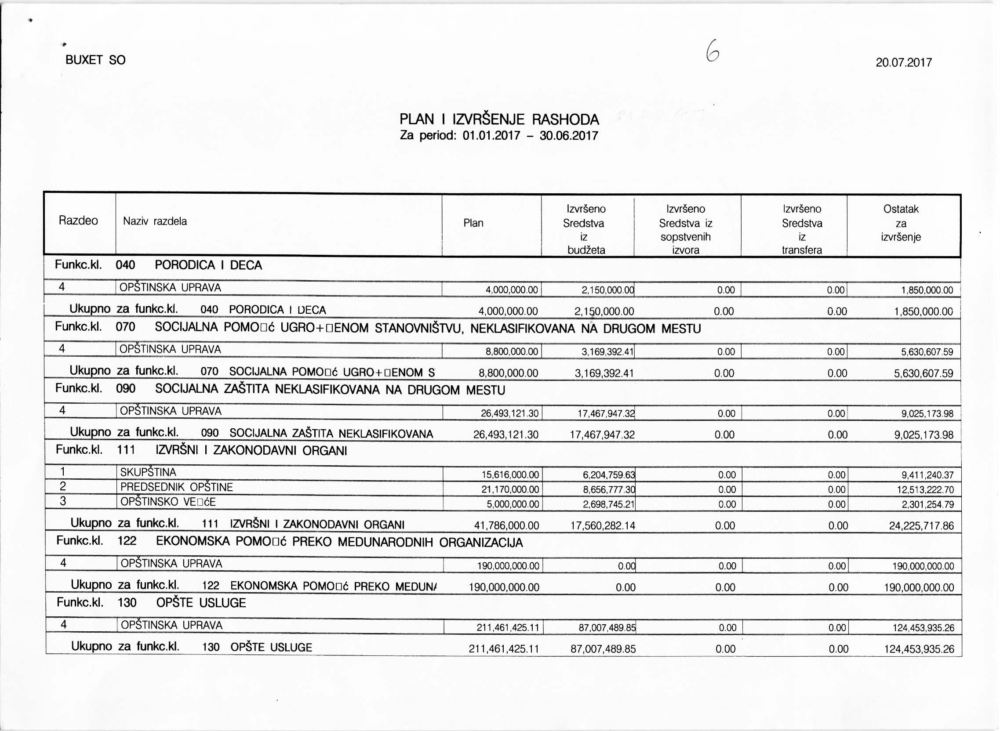 BUXET SO
6
20.07.2017
PLAN I IZVRŠENJE RASHODA
Za period: 01.01.2017 – 30.06.2017
Razdeo Naziv razdela Plan Izvršeno Sredstva iz budžeta Izvršeno Sredstva iz sopstvenih izvora Izvršeno Sredstva iz transfera Ostatak za izvršenje
Funkc.kl. 040 PORODICA I DECA
4 OPŠTINSKA UPRAVA 4,000,000.00 2,150,000.00 0.00 0.00 1,850,000.00
Ukupno za funkc.kl. 040 PORODICA I DECA 4,000,000.00 2,150,000.00 0.00 0.00 1,850,000.00
Funkc.kl. 070 SOCIJALNA POMO□ć UGRO+□ENOM STANOVNIŠTVU, NEKLASIFIKOVANA NA DRUGOM MESTU
4 OPŠTINSKA UPRAVA 8,800,000.00 3,169,392.41 0.00 0.00 5,630,607.59
Ukupno za funkc.kl. 070 SOCIJALNA POMO□ć UGRO+□ENOM S 8,800,000.00 3,169,392.41 0.00 0.00 5,630,607.59
Funkc.kl. 090 SOCIJALNA ZAŠTITA NEKLASIFIKOVANA NA DRUGOM MESTU
4 OPŠTINSKA UPRAVA 26,493,121.30 17,467,947.32 0.00 0.00 9,025,173.98
Ukupno za funkc.kl. 090 SOCIJALNA ZAŠTITA NEKLASIFIKOVANA 26,493,121.30 17,467,947.32 0.00 0.00 9,025,173.98
Funkc.kl. 111 IZVRŠNI I ZAKONODAVNI ORGANI
1 SKUPŠTINA 15,616,000.00 6,204,759.63 0.00 0.00 9,411,240.37
2 PREDSEDNIK OPŠTINE 21,170,000.00 8,656,777.30 0.00 0.00 12,513,222.70
3 OPŠTINSKO VE□ćE 5,000,000.00 2,698,745.21 0.00 0.00 2,301,254.79
Ukupno za funkc.kl. 111 IZVRŠNI I ZAKONODAVNI ORGANI 41,786,000.00 17,560,282.14 0.00 0.00 24,225,717.86
Funkc.kl. 122 EKONOMSKA POMO□ć PREKO MEDUNARODNIH ORGANIZACIJA
4 OPŠTINSKA UPRAVA 190,000,000.00 0.00 0.00 0.00 190,000,000.00
Ukupno za funkc.kl. 122 EKONOMSKA POMO□ć PREKO MEDUN 190,000,000.00 0.00 0.00 0.00 190,000,000.00
Funkc.kl. 130 OPŠTE USLUGE
4 OPŠTINSKA UPRAVA 211,461,425.11 87,007,489.85 0.00 0.00 124,453,935.26
Ukupno za funkc.kl. 130 OPŠTE USLUGE 211,461,425.11 87,007,489.85 0.00 0.00 124,453,935.26